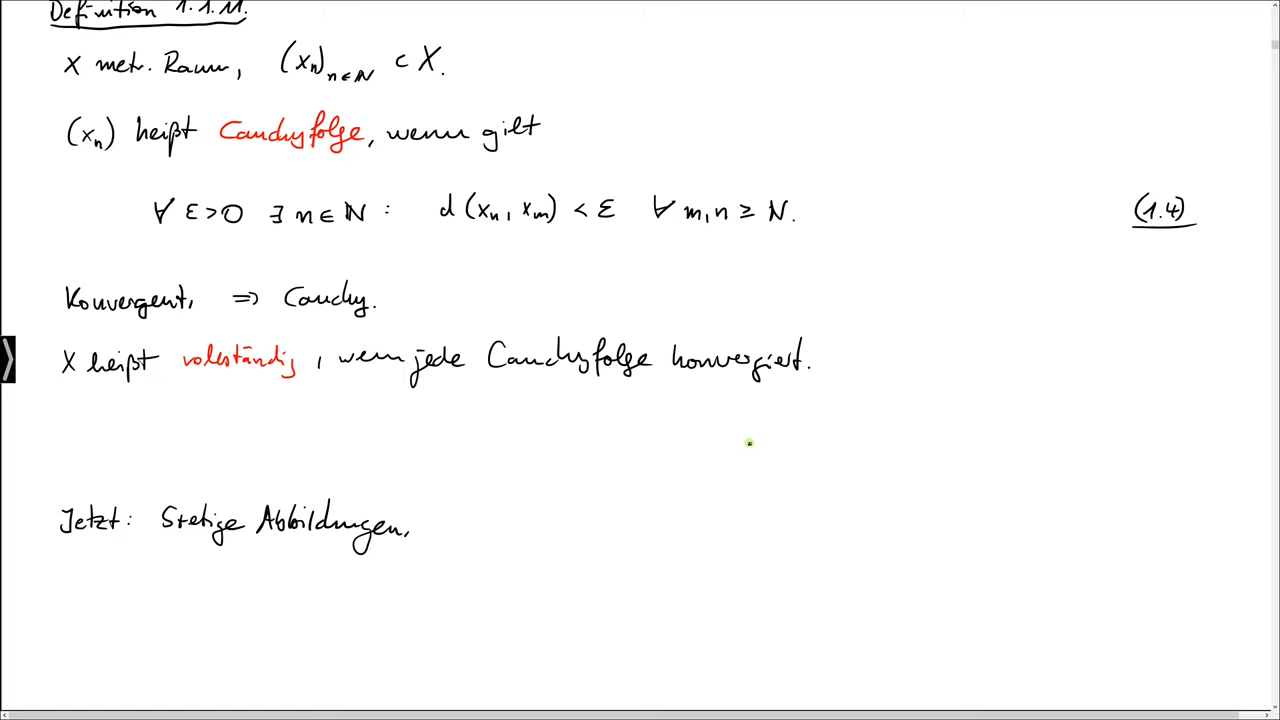 Definition 1.1.11.
X metr. Raum, (xₙ)ₙ∈ℕ ⊂ X.
(xₙ) heißt Cauchyfolge, wenn gilt
∀ ε>0 ∃ n∈ℕ : d(xₙ, xₘ) < ε ∀ m,n ≥ N. (1.4)
Konvergent, ⇒ Cauchy.
X heißt vollständig, wenn jede Cauchyfolge konvergiert.
Jetzt: Stetige Abbildungen,